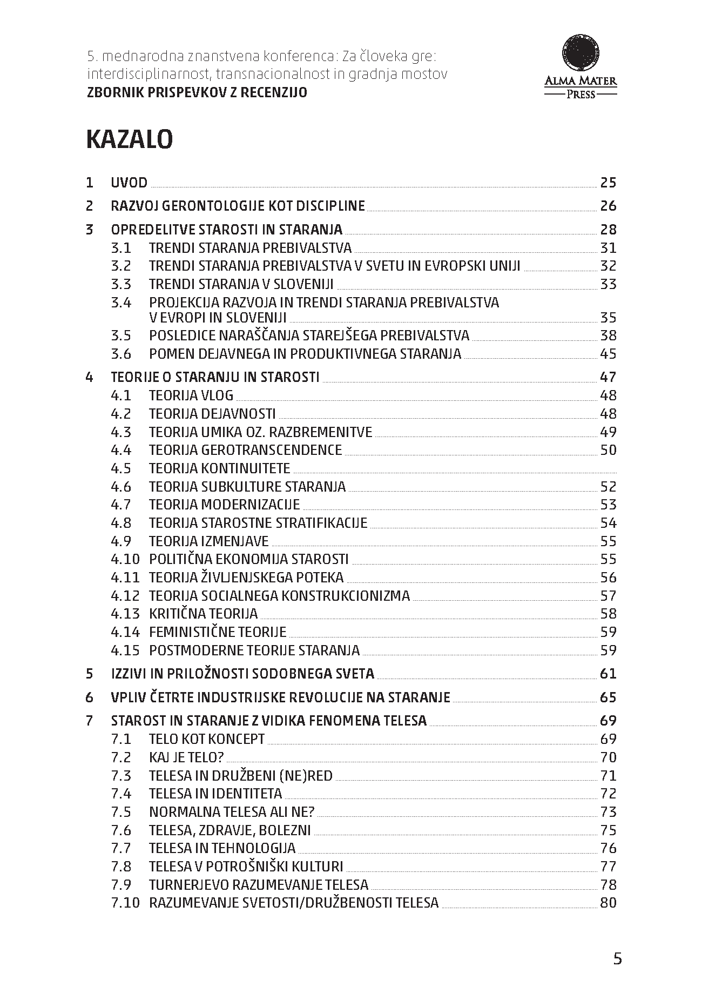 5. mednarodna znanstvena konferenca: Za človeka gre:
interdisciplinarnost, transnacionalnost in gradnja mostov
ZBORNIK PRISPEVKOV Z RECENZIJO
ALMA MATER
PRESS
KAZALO
1 UVOD 25
2 RAZVOJ GERONTOLOGIJE KOT DISCIPLINE 26
3 OPREDELITVE STAROSTI IN STARANJA 28
3.1 TRENDI STARANJA PREBIVALSTVA 31
3.2 TRENDI STARANJA PREBIVALSTVA V SVETU IN EVROPSKI UNIJI 32
3.3 TRENDI STARANJA V SLOVENIJI 33
3.4 PROJEKCIJA RAZVOJA IN TRENDI STARANJA PREBIVALSTVA
V EVROPI IN SLOVENIJI 35
3.5 POSLEDICE NARAŠČANJA STAREJŠEGA PREBIVALSTVA 38
3.6 POMEN DEJAVNEGA IN PRODUKTIVNEGA STARANJA 45
4 TEORIJE O STARANJU IN STAROSTI 47
4.1 TEORIJA VLOG 48
4.2 TEORIJA DEJAVNOSTI 48
4.3 TEORIJA UMIKA OZ. RAZBREMENITVE 49
4.4 TEORIJA GEROTRANSCENDENCE 50
4.5 TEORIJA KONTINUITETE
4.6 TEORIJA SUBKULTURE STARANJA 52
4.7 TEORIJA MODERNIZACIJE 53
4.8 TEORIJA STAROSTNE STRATIFIKACIJE 54
4.9 TEORIJA IZMENJAVE 55
4.10 POLITIČNA EKONOMIJA STAROSTI 55
4.11 TEORIJA ŽIVLJENJSKEGA POTEKA 56
4.12 TEORIJA SOCIALNEGA KONSTRUKCIONIZMA 57
4.13 KRITIČNA TEORIJA 58
4.14 FEMINISTIČNE TEORIJE 59
4.15 POSTMODERNE TEORIJE STARANJA 59
5 IZZIVI IN PRILOŽNOSTI SODOBNEGA SVETA 61
6 VPLIV ČETRTE INDUSTRIJSKE REVOLUCIJE NA STARANJE 65
7 STAROST IN STARANJE Z VIDIKA FENOMENA TELESA 69
7.1 TELO KOT KONCEPT 69
7.2 KAJ JE TELO? 70
7.3 TELESA IN DRUŽBENI (NE)RED 71
7.4 TELESA IN IDENTITETA 72
7.5 NORMALNA TELESA ALI NE? 73
7.6 TELESA, ZDRAVJE, BOLEZNI 75
7.7 TELESA IN TEHNOLOGIJA 76
7.8 TELESA V POTROŠNIŠKI KULTURI 77
7.9 TURNERJEVO RAZUMEVANJE TELESA 78
7.10 RAZUMEVANJE SVETOSTI/DRUŽBENOSTI TELESA 80
5